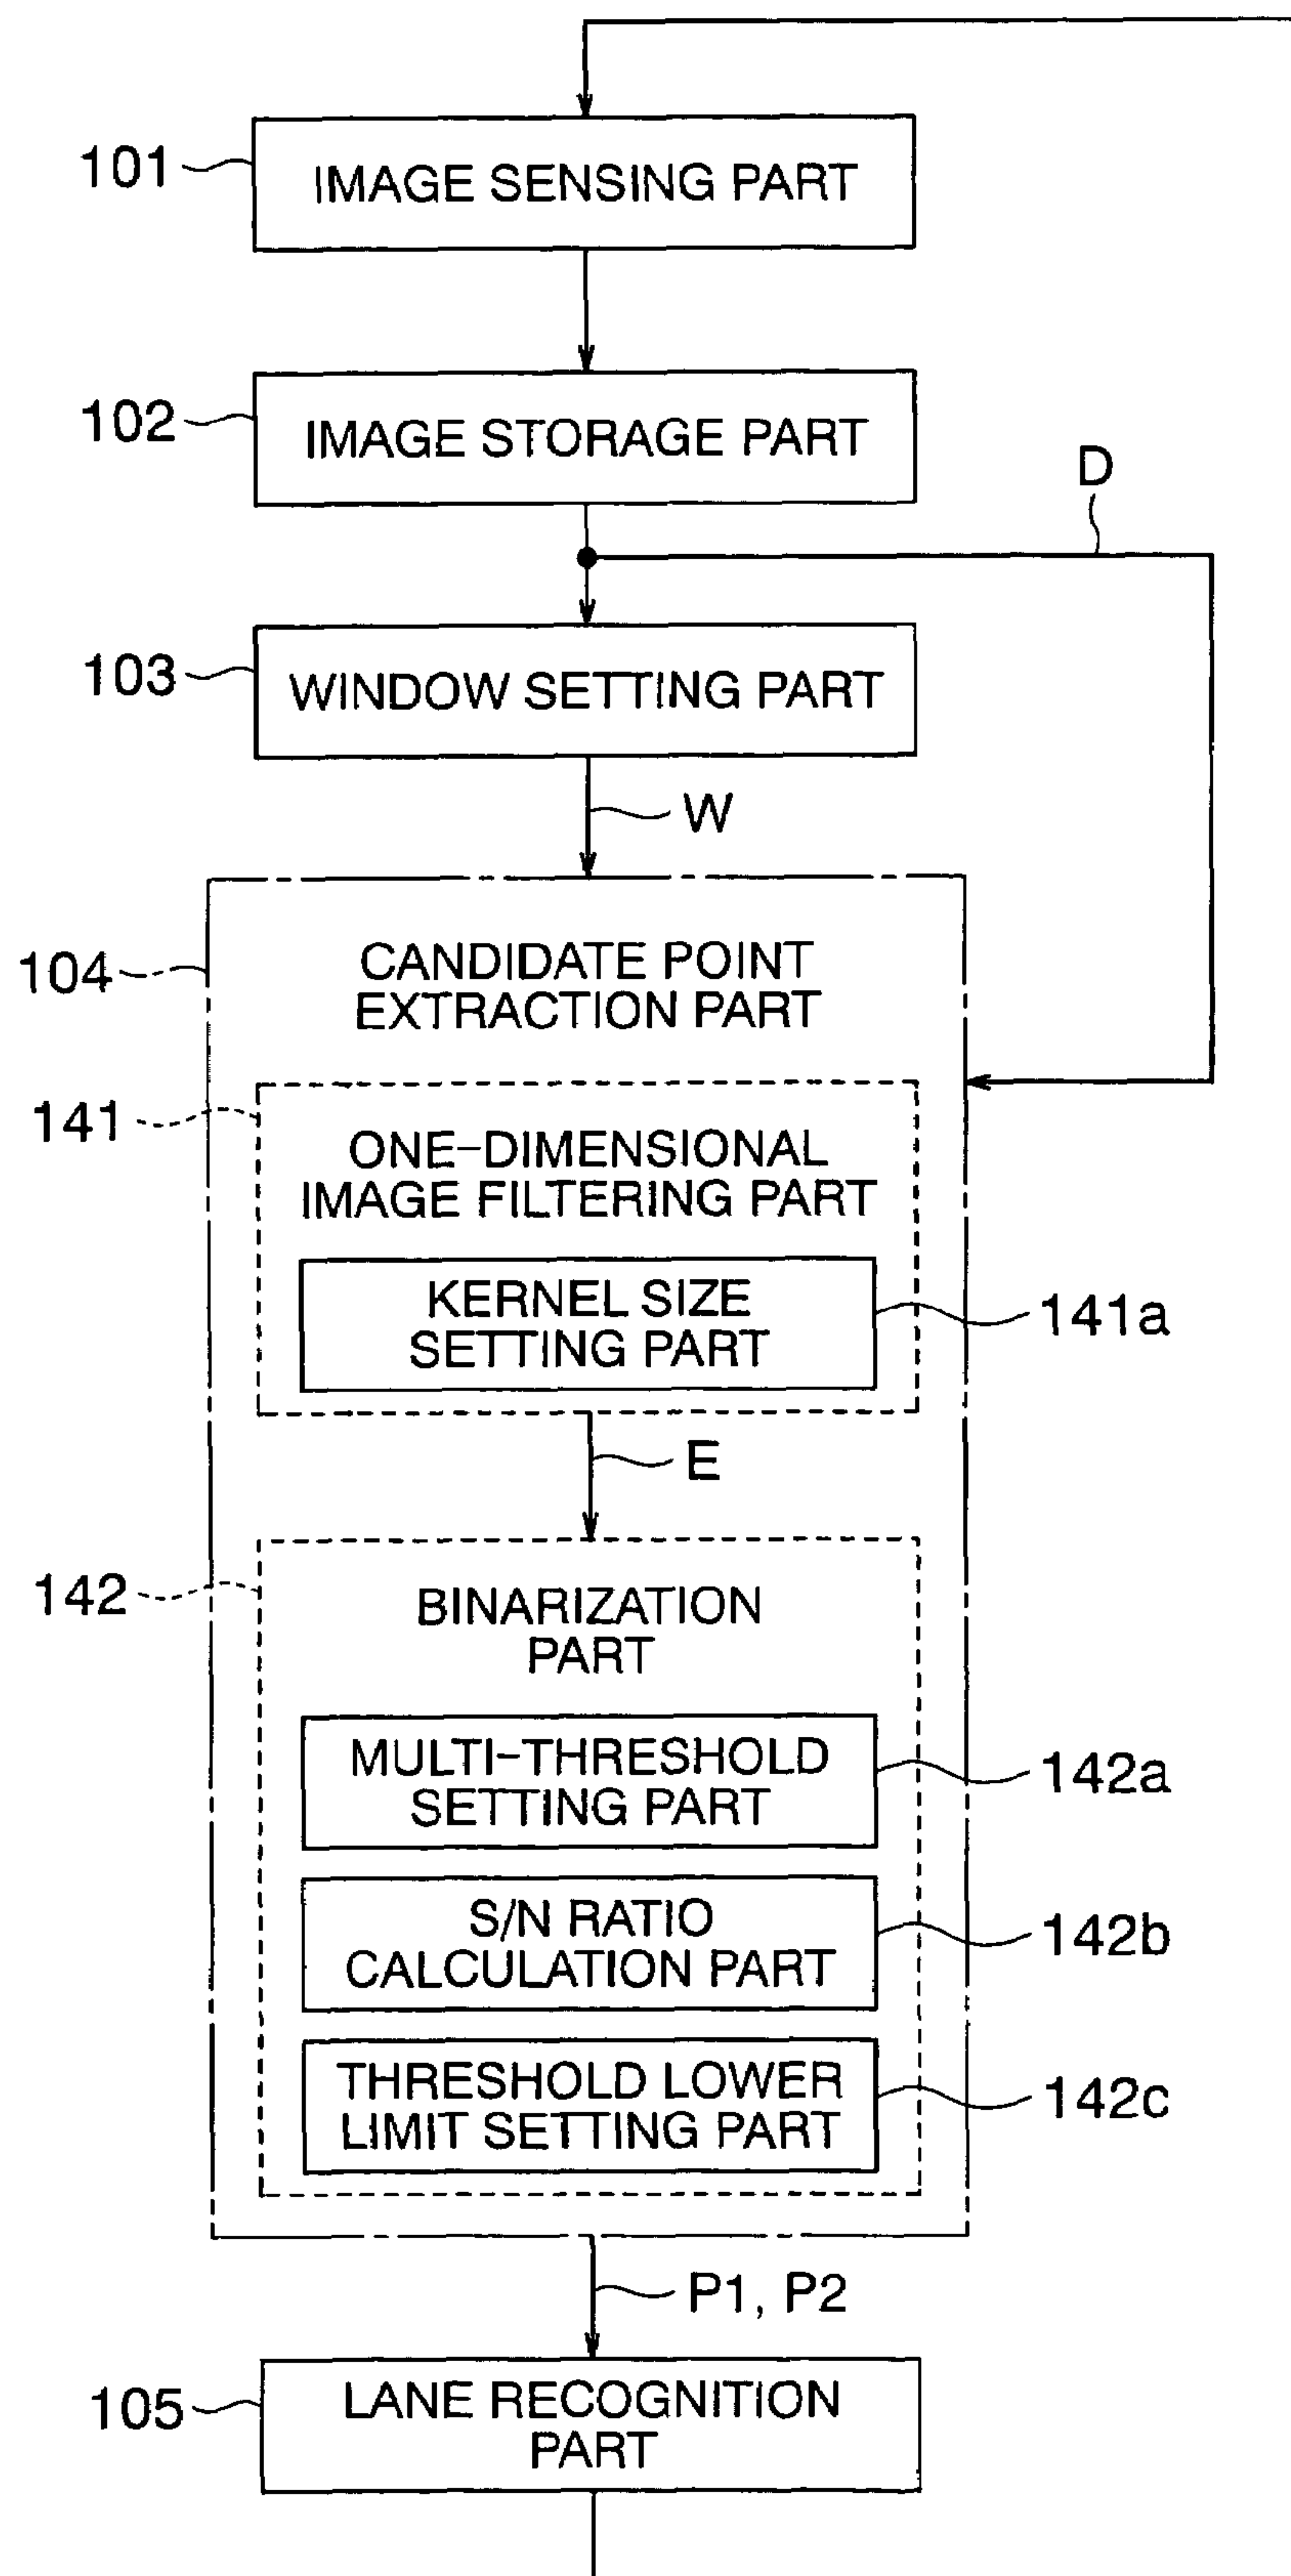 101
IMAGE SENSING PART
102
IMAGE STORAGE PART
D
103
WINDOW SETTING PART
W
104
CANDIDATE POINT
EXTRACTION PART
141
ONE-DIMENSIONAL
IMAGE FILTERING PART
KERNEL SIZE
SETTING PART
141a
E
142
BINARIZATION
PART
MULTI-THRESHOLD
SETTING PART
142a
S/N RATIO
CALCULATION PART
142b
THRESHOLD LOWER
LIMIT SETTING PART
142c
P1, P2
105
LANE RECOGNITION
PART